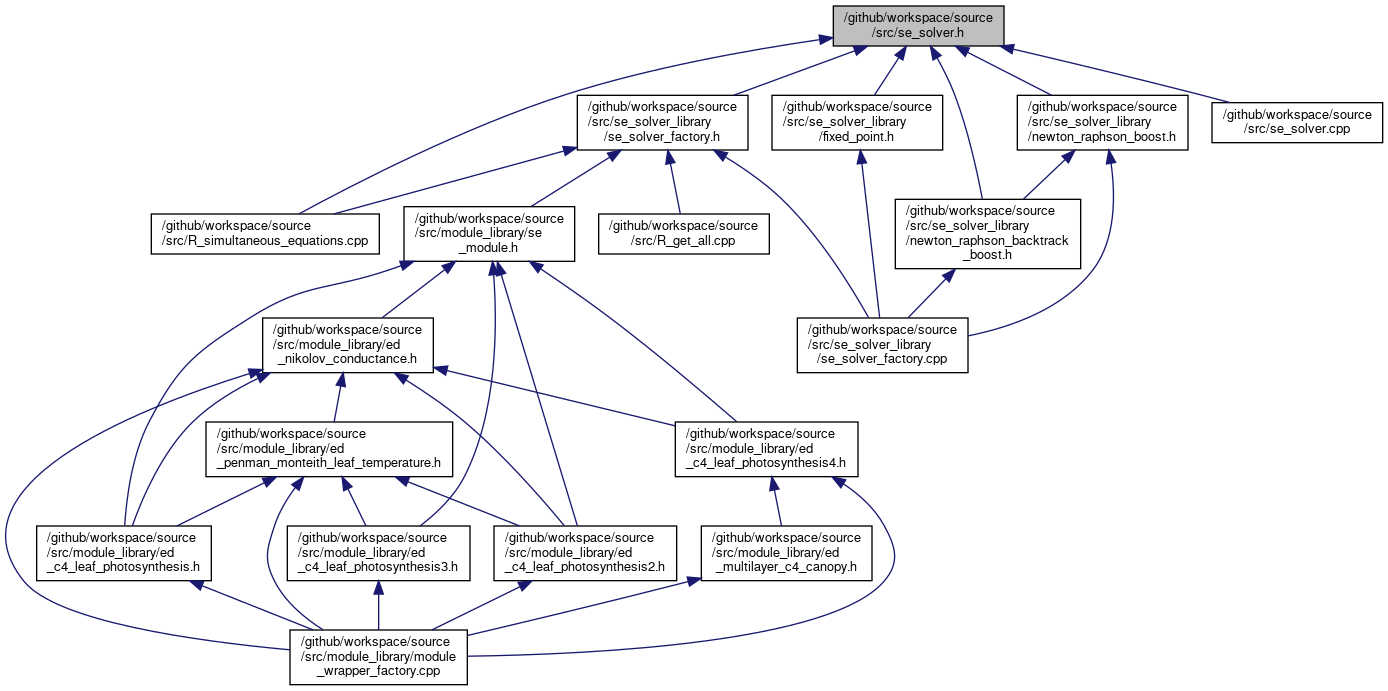 /github/workspace/source
/src/se_solver.h
/github/workspace/source
/src/se_solver_library
/se_solver_factory.h
/github/workspace/source
/src/se_solver_library
/fixed_point.h
/github/workspace/source
/src/se_solver_library
/newton_raphson_boost.h
/github/workspace/source
/src/se_solver.cpp
/github/workspace/source
/src/R_simultaneous_equations.cpp
/github/workspace/source
/src/module_library/se
_module.h
/github/workspace/source
/src/R_get_all.cpp
/github/workspace/source
/src/se_solver_library
/newton_raphson_backtrack
_boost.h
/github/workspace/source
/src/module_library/ed
_nikolov_conductance.h
/github/workspace/source
/src/se_solver_library
/se_solver_factory.cpp
/github/workspace/source
/src/module_library/ed
_penman_monteith_leaf_temperature.h
/github/workspace/source
/src/module_library/ed
_c4_leaf_photosynthesis4.h
/github/workspace/source
/src/module_library/ed
_c4_leaf_photosynthesis.h
/github/workspace/source
/src/module_library/ed
_c4_leaf_photosynthesis3.h
/github/workspace/source
/src/module_library/ed
_c4_leaf_photosynthesis2.h
/github/workspace/source
/src/module_library/ed
_multilayer_c4_canopy.h
/github/workspace/source
/src/module_library/module
_wrapper_factory.cpp